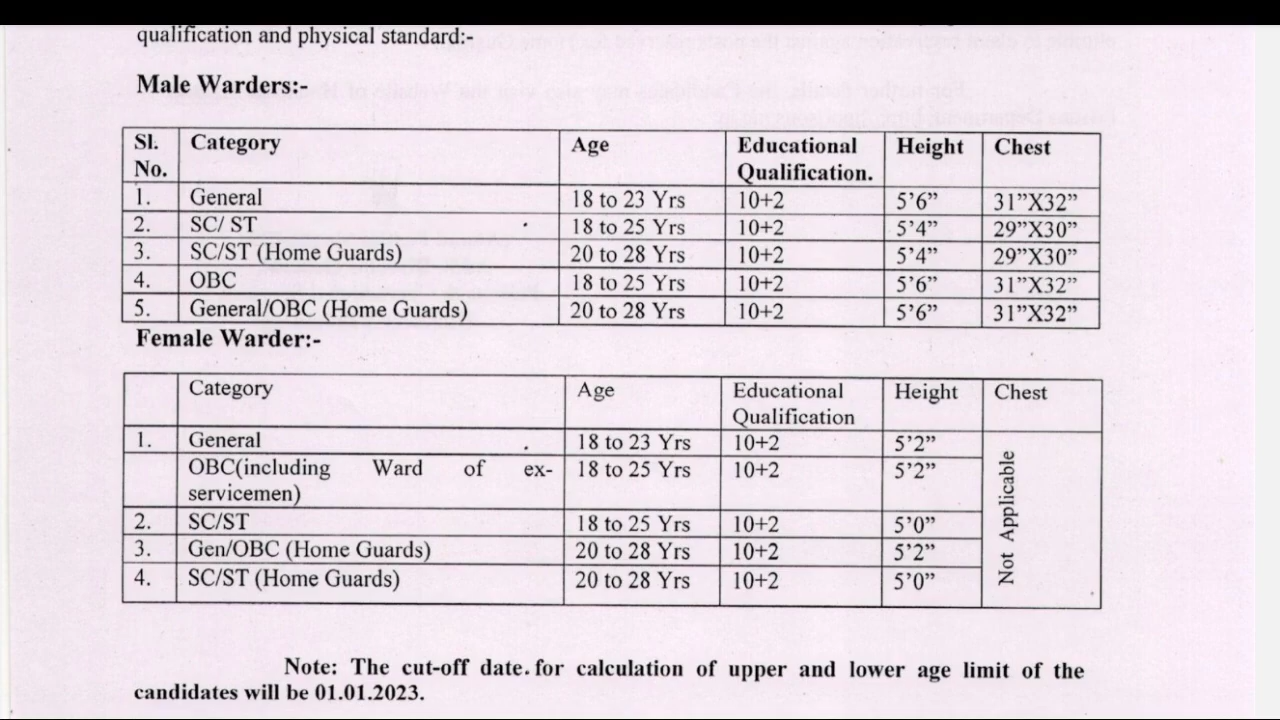 qualification and physical standard:-
Male Warders:-
Sl. No. Category Age Educational Qualification. Height Chest
1. General 18 to 23 Yrs 10+2 5’6” 31”X32”
2. SC/ ST 18 to 25 Yrs 10+2 5’4” 29”X30”
3. SC/ST (Home Guards) 20 to 28 Yrs 10+2 5’4” 29”X30”
4. OBC 18 to 25 Yrs 10+2 5’6” 31”X32”
5. General/OBC (Home Guards) 20 to 28 Yrs 10+2 5’6” 31”X32”
Female Warder:-
Category Age Educational Qualification Height Chest
1. General 18 to 23 Yrs 10+2 5’2”
OBC(including Ward of ex-servicemen) 18 to 25 Yrs 10+2 5’2”
2. SC/ST 18 to 25 Yrs 10+2 5’0”
3. Gen/OBC (Home Guards) 20 to 28 Yrs 10+2 5’2”
4. SC/ST (Home Guards) 20 to 28 Yrs 10+2 5’0”
Not Applicable
Note: The cut-off date for calculation of upper and lower age limit of the
candidates will be 01.01.2023.